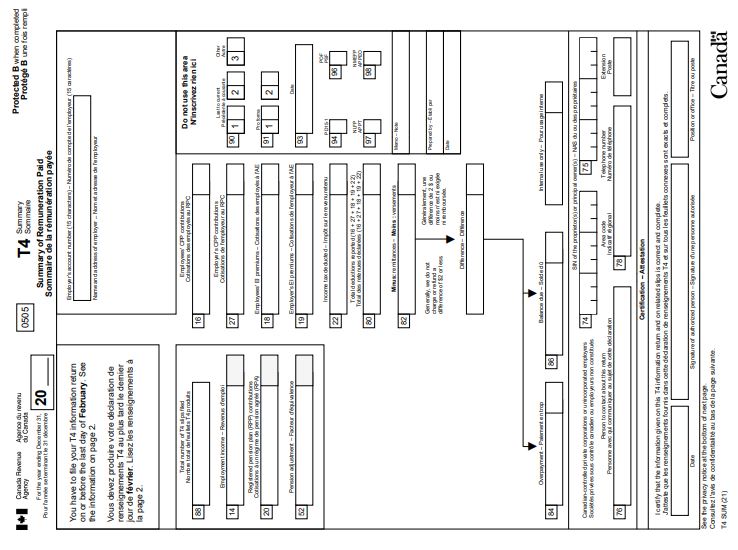 Canada Revenue Agency
Agence du revenu du Canada
0505
T4 Summary Sommaire
Protected B when completed
Protégé B une fois rempli
For the year ending December 31,
Pour l'année se terminant le 31 décembre
20
Summary of Remuneration Paid
Sommaire de la rémunération payée
You have to file your T4 information return
on or before the last day of February. See
the information on page 2.
Vous devez produire votre déclaration de
renseignements T4 au plus tard le dernier
jour de février. Lisez les renseignements à
la page 2.
Employer's account number (15 characters) – Numéro de compte de l'employeur (15 caractères)
Name and address of employer – Nom et adresse de l'employeur
Total number of T4 slips filed
Nombre total de feuillets T4 produits
88
Employment income – Revenus d'emploi
14
Registered pension plan (RPP) contributions
Cotisations à un régime de pension agréé (RPA)
20
Pension adjustment – Facteur d'équivalence
52
Employees' CPP contributions
Cotisations des employés au RPC
16
Employer's CPP contributions
Cotisations de l'employeur au RPC
27
Employees' EI premiums – Cotisations des employés à l'AE
18
Employer's EI premiums – Cotisations de l'employeur à l'AE
19
Income tax deducted – Impôt sur le revenu retenu
22
Total deductions reported (16 + 27 + 18 + 19 + 22)
Total des retenues déclarées (16 + 27 + 18 + 19 + 22)
80
Minus: remittances – Moins : versements
82
Generally, we do not
charge or refund a
difference of $2 or less
Généralement, une
différence de 2 $ ou
moins n'est ni exigée
ni remboursée.
Difference – Différence
Do not use this area
N'inscrivez rien ici
Last to current
Précédente à courante
Other
Autre
90 1 2 3
Pro forma
91 1 2
Date
93
PD15-1
94
POF
PSF
96
NLFP
APPT
97
NMEFP
APPEO
98
Memo – Note
Prepared by – Établi par
Date
Overpayment – Paiement en trop
84
Balance due – Solde dû
86
Internal use only – Pour usage interne
SIN of the proprietor(s) or principal owner(s) – NAS du ou des propriétaires
Canadian-controlled private corporations or unincorporated employers
Sociétés privées sous contrôle canadien ou employeurs non constitués
74
75
Person to contact about this return
Personne avec qui communiquer au sujet de cette déclaration
76
Area code
Indicatif régional
78
Telephone number
Numéro de téléphone
Extension
Poste
Certification – Attestation
I certify that the information given on this T4 information return and on related slips is correct and complete.
J'atteste que les renseignements fournis dans cette déclaration de renseignements T4 et sur tous les feuillets connexes sont exacts et complets.
Date
Signature of authorized person – Signature d'une personne autorisée
Position or office – Titre ou poste
See the privacy notice at the bottom of next page.
Consultez l'avis de confidentialité au bas de la page suivante.
T4 SUM (21)
Canada